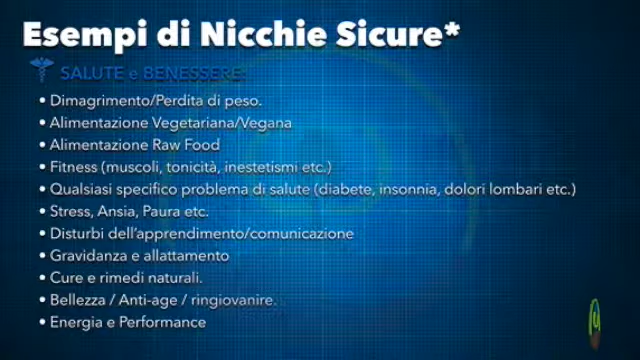 Esempi di Nicchie Sicure*
SALUTE e BENESSERE:
• Dimagrimento/Perdita di peso.
• Alimentazione Vegetariana/Vegana
• Alimentazione Raw Food
• Fitness (muscoli, tonicità, inestetismi etc.)
• Qualsiasi specifico problema di salute (diabete, insonnia, dolori lombari etc.)
• Stress, Ansia, Paura etc.
• Disturbi dell'apprendimento/comunicazione
• Gravidanza e allattamento
• Cure e rimedi naturali.
• Bellezza / Anti-age / ringiovanire.
• Energia e Performance